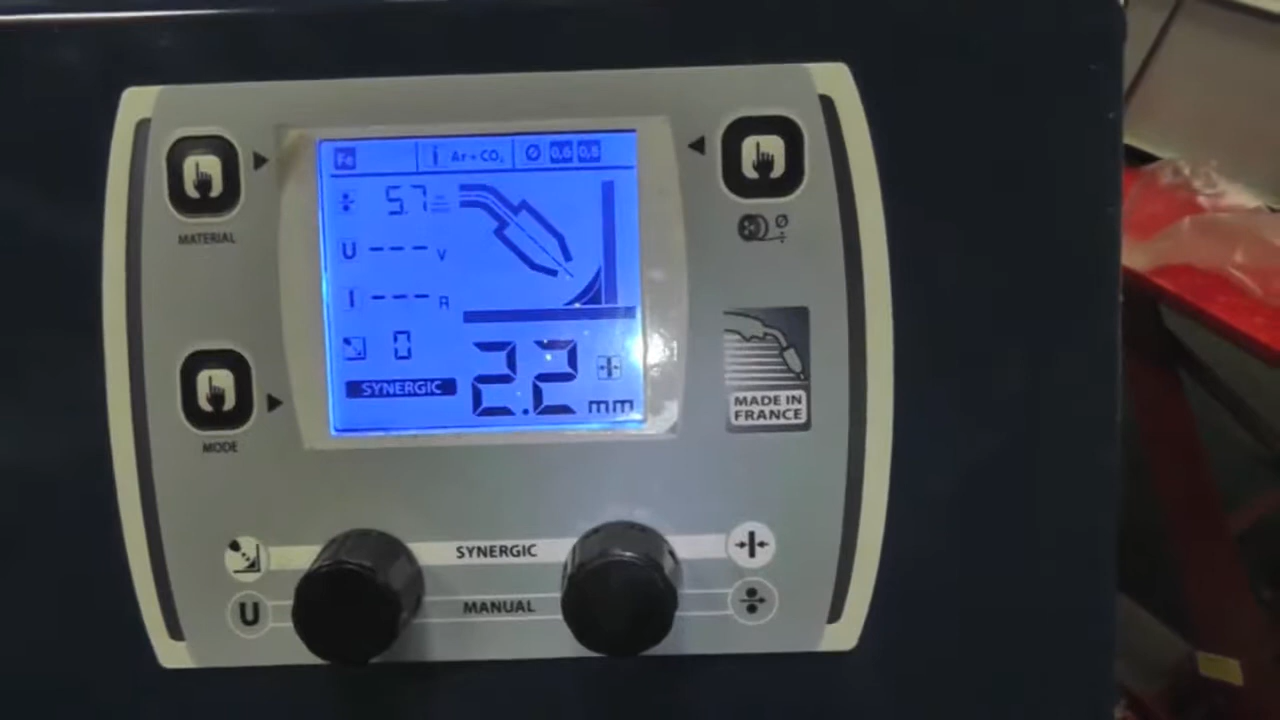 Fe Ar+CO₂ Ø 0,6 0,8
5.7
U --- V
I --- A
0
SYNERGIC
2.2
mm
MATERIAL
MODE
Ø
MADE IN
FRANCE
SYNERGIC
U MANUAL